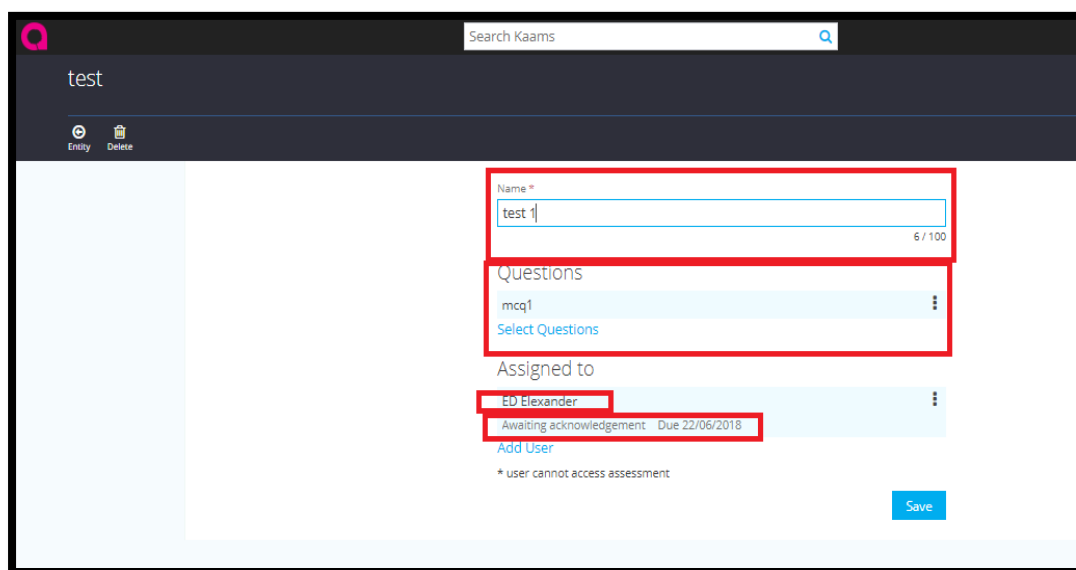 Search Kaams
test
Entity Delete
Name *
test 1
6 / 100
Questions
mcq1
Select Questions
Assigned to
ED Elexander
Awaiting acknowledgement Due 22/06/2018
Add User
* user cannot access assessment
Save